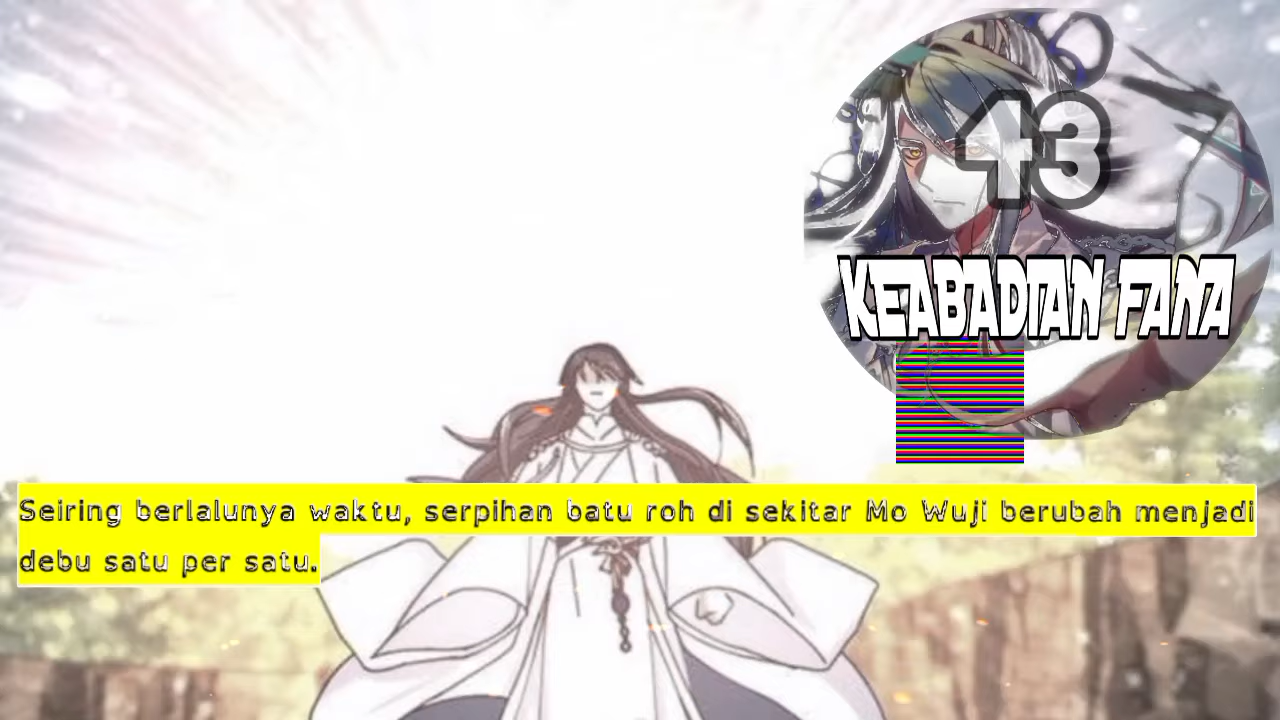 43
KEABADIAN FANA
Seiring berlalunya waktu, serpihan batu roh di sekitar Mo Wuji berubah menjadi
debu satu per satu.